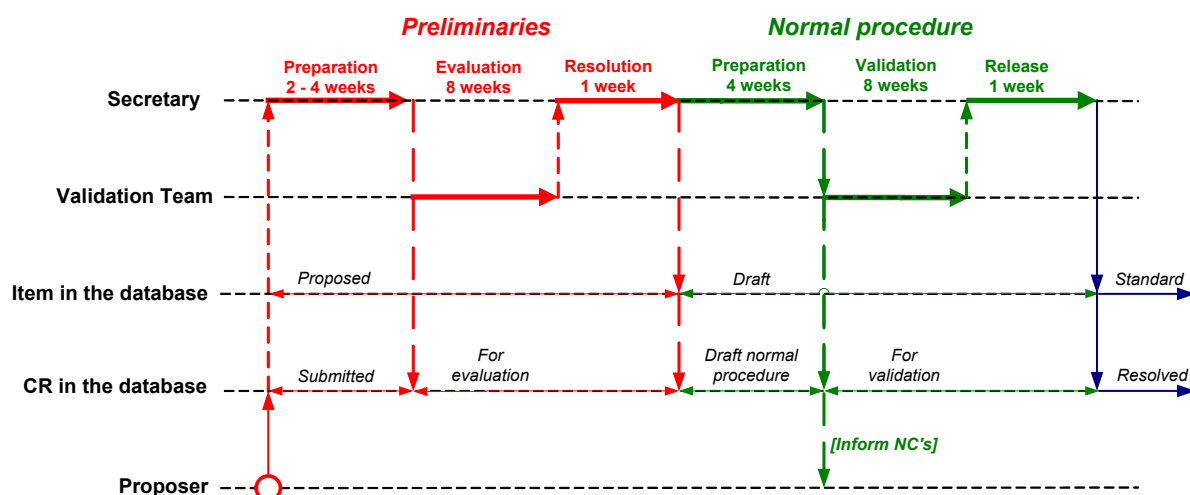 Preliminaries
Normal procedure
Preparation
2 - 4 weeks
Evaluation
8 weeks
Resolution
1 week
Preparation
4 weeks
Validation
8 weeks
Release
1 week
Secretary
Validation Team
Item in the database
Proposed
Draft
Standard
CR in the database
Submitted
For
evaluation
Draft normal
procedure
For
validation
Resolved
[Inform NC's]
Proposer